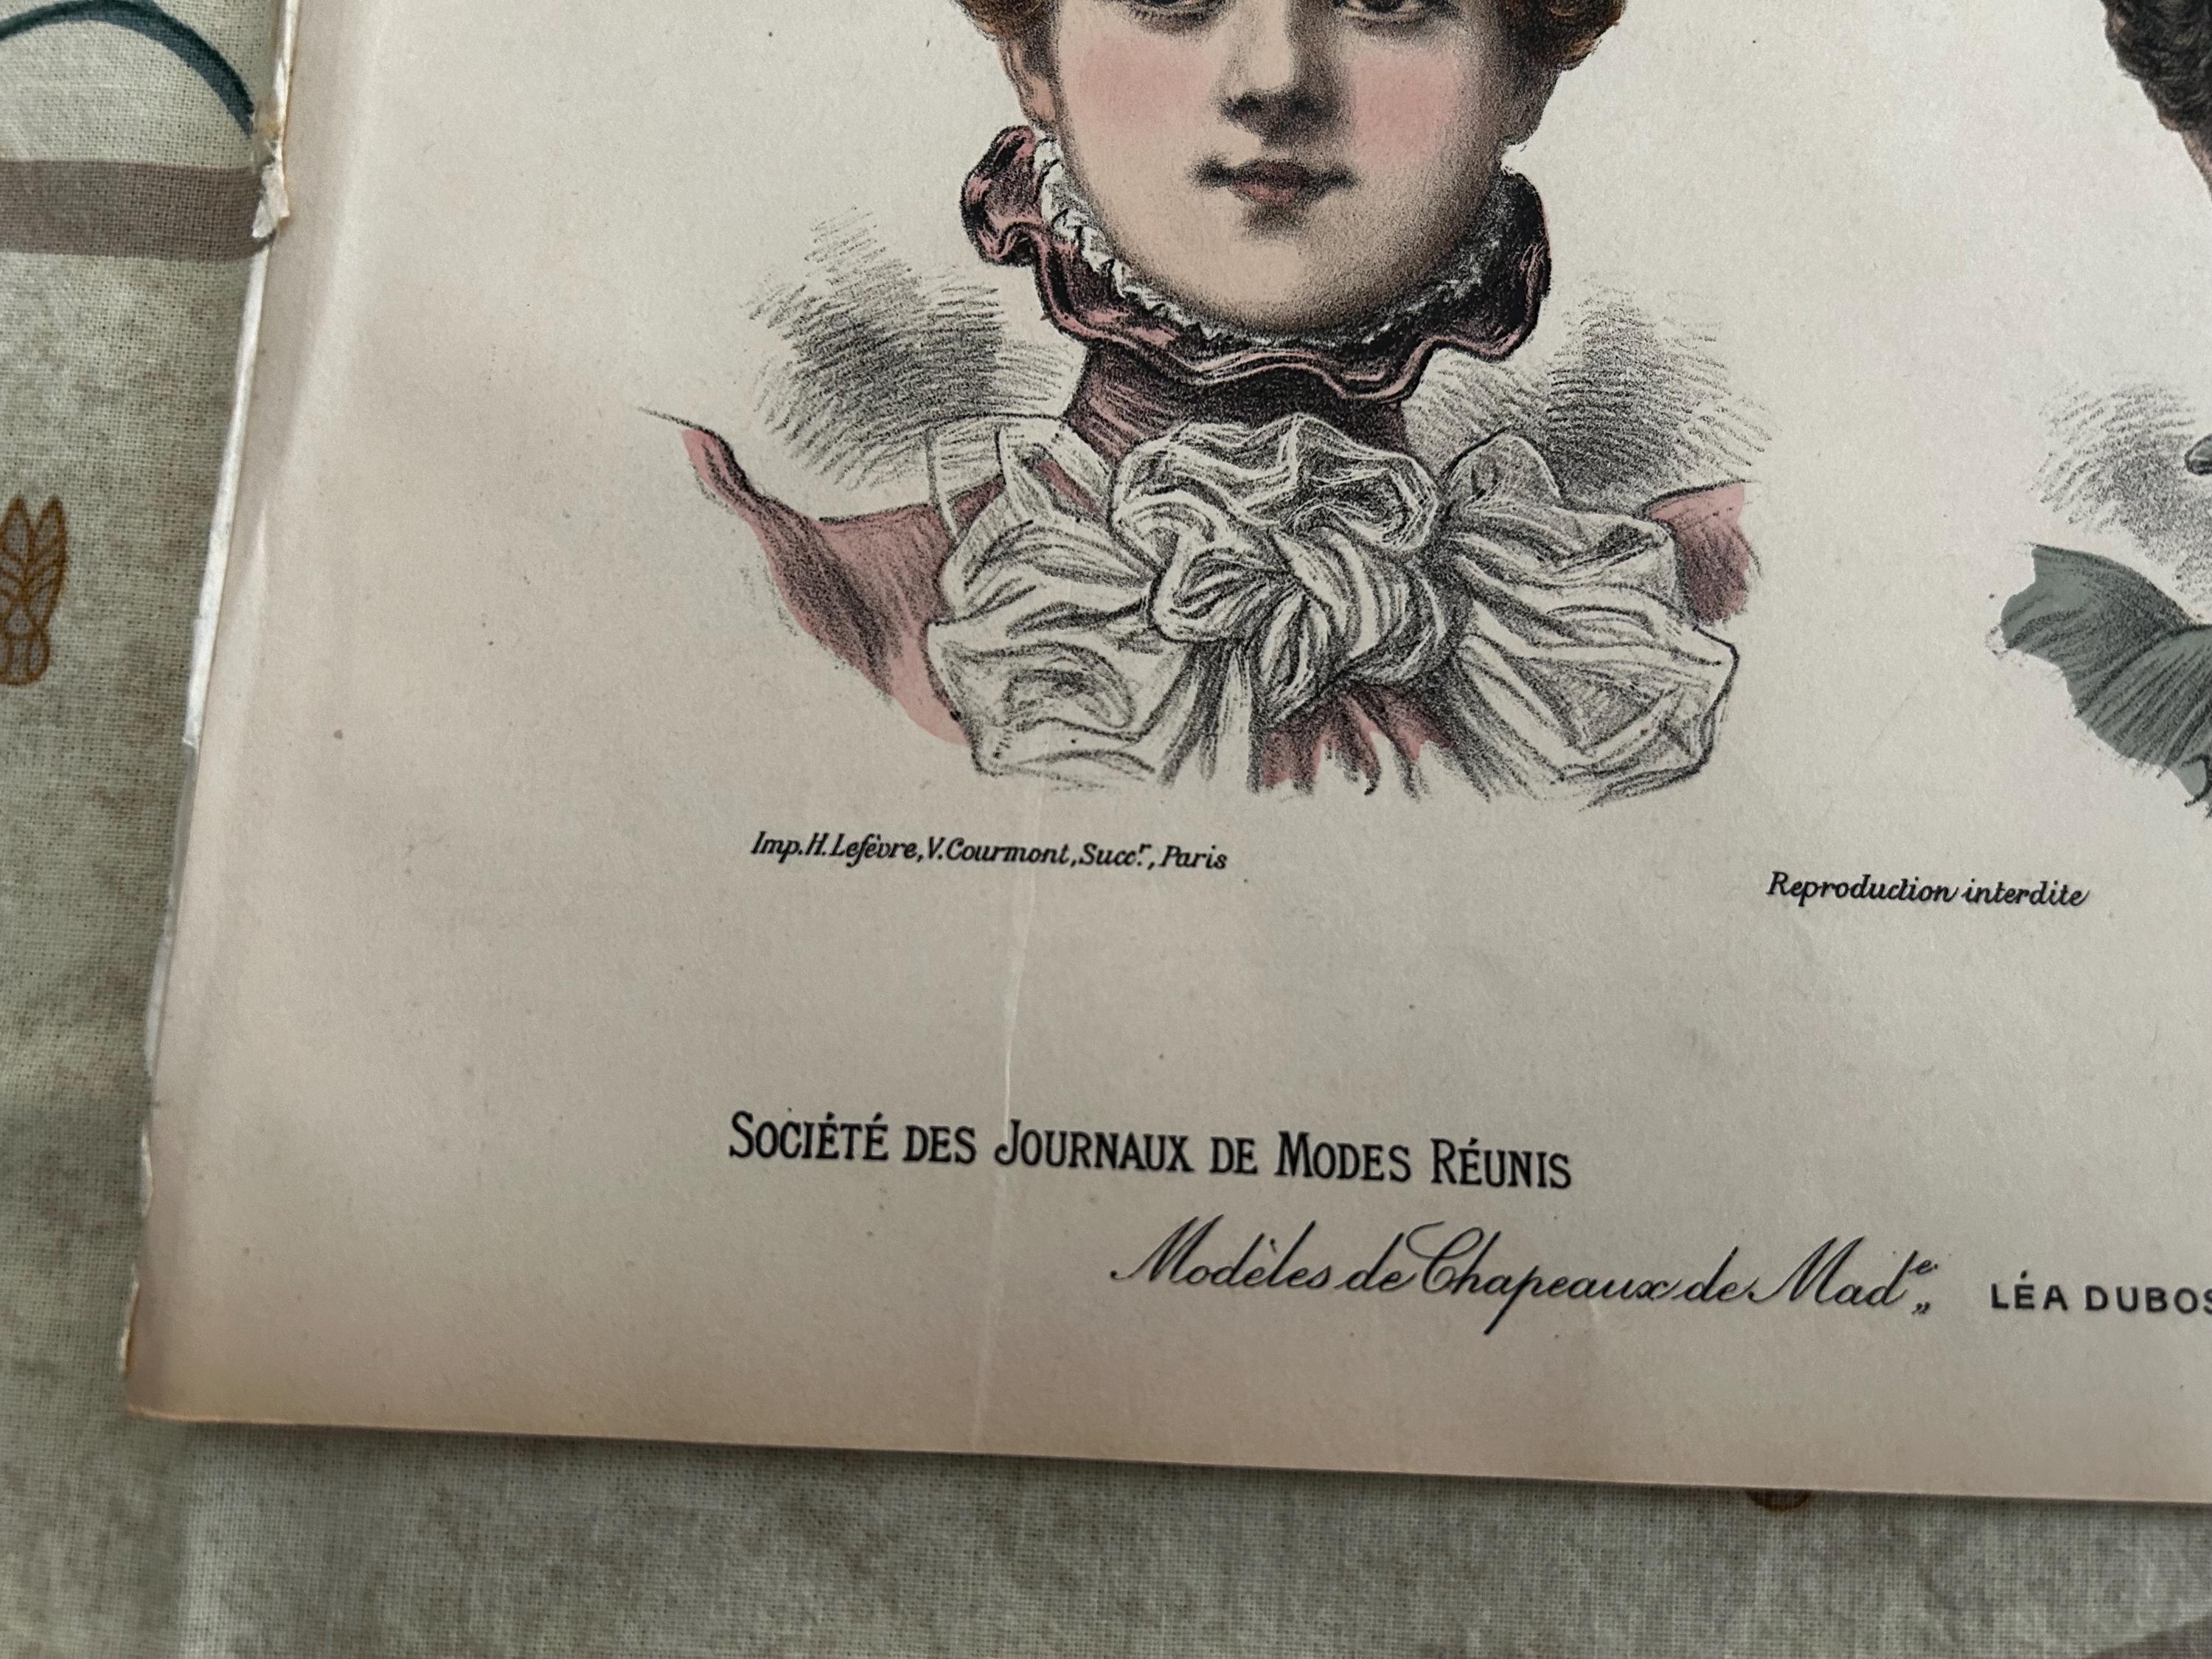 Imp. H. Lefèvre, V. Courmont, Succr., Paris
Reproduction interdite
SOCIÉTÉ DES JOURNAUX DE MODES RÉUNIS
Modèles de Chapeaux de Made. LÉA DUBOS